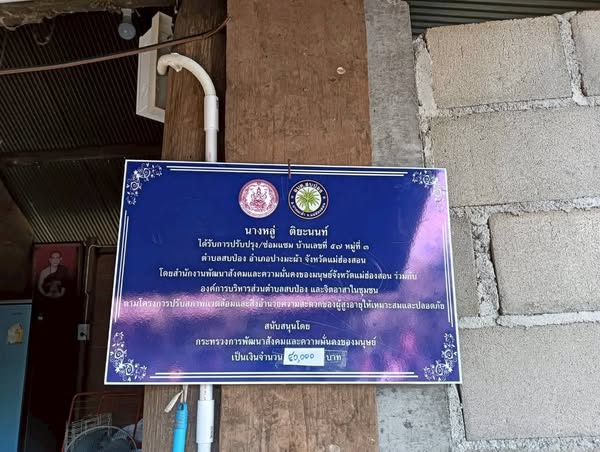 นางหลู่ ติยะนนท์
ได้รับการปรับปรุง/ซ่อมแซม บ้านเลขที่ ๕๗ หมู่ที่ ๓
ตำบลสบป่อง อำเภอปางมะผ้า จังหวัดแม่ฮ่องสอน
โดยสำนักงานพัฒนาสังคมและความมั่นคงของมนุษย์จังหวัดแม่ฮ่องสอน ร่วมกับ
องค์การบริหารส่วนตำบลสบป่อง และจิตอาสาในชุมชน
ตามโครงการปรับสภาพแวดล้อมและสิ่งอำนวยความสะดวกของผู้สูงอายุให้เหมาะสมและปลอดภัย
สนับสนุนโดย
กระทรวงการพัฒนาสังคมและความมั่นคงของมนุษย์
เป็นเงินจำนวน ๔๐,๐๐๐ บาท